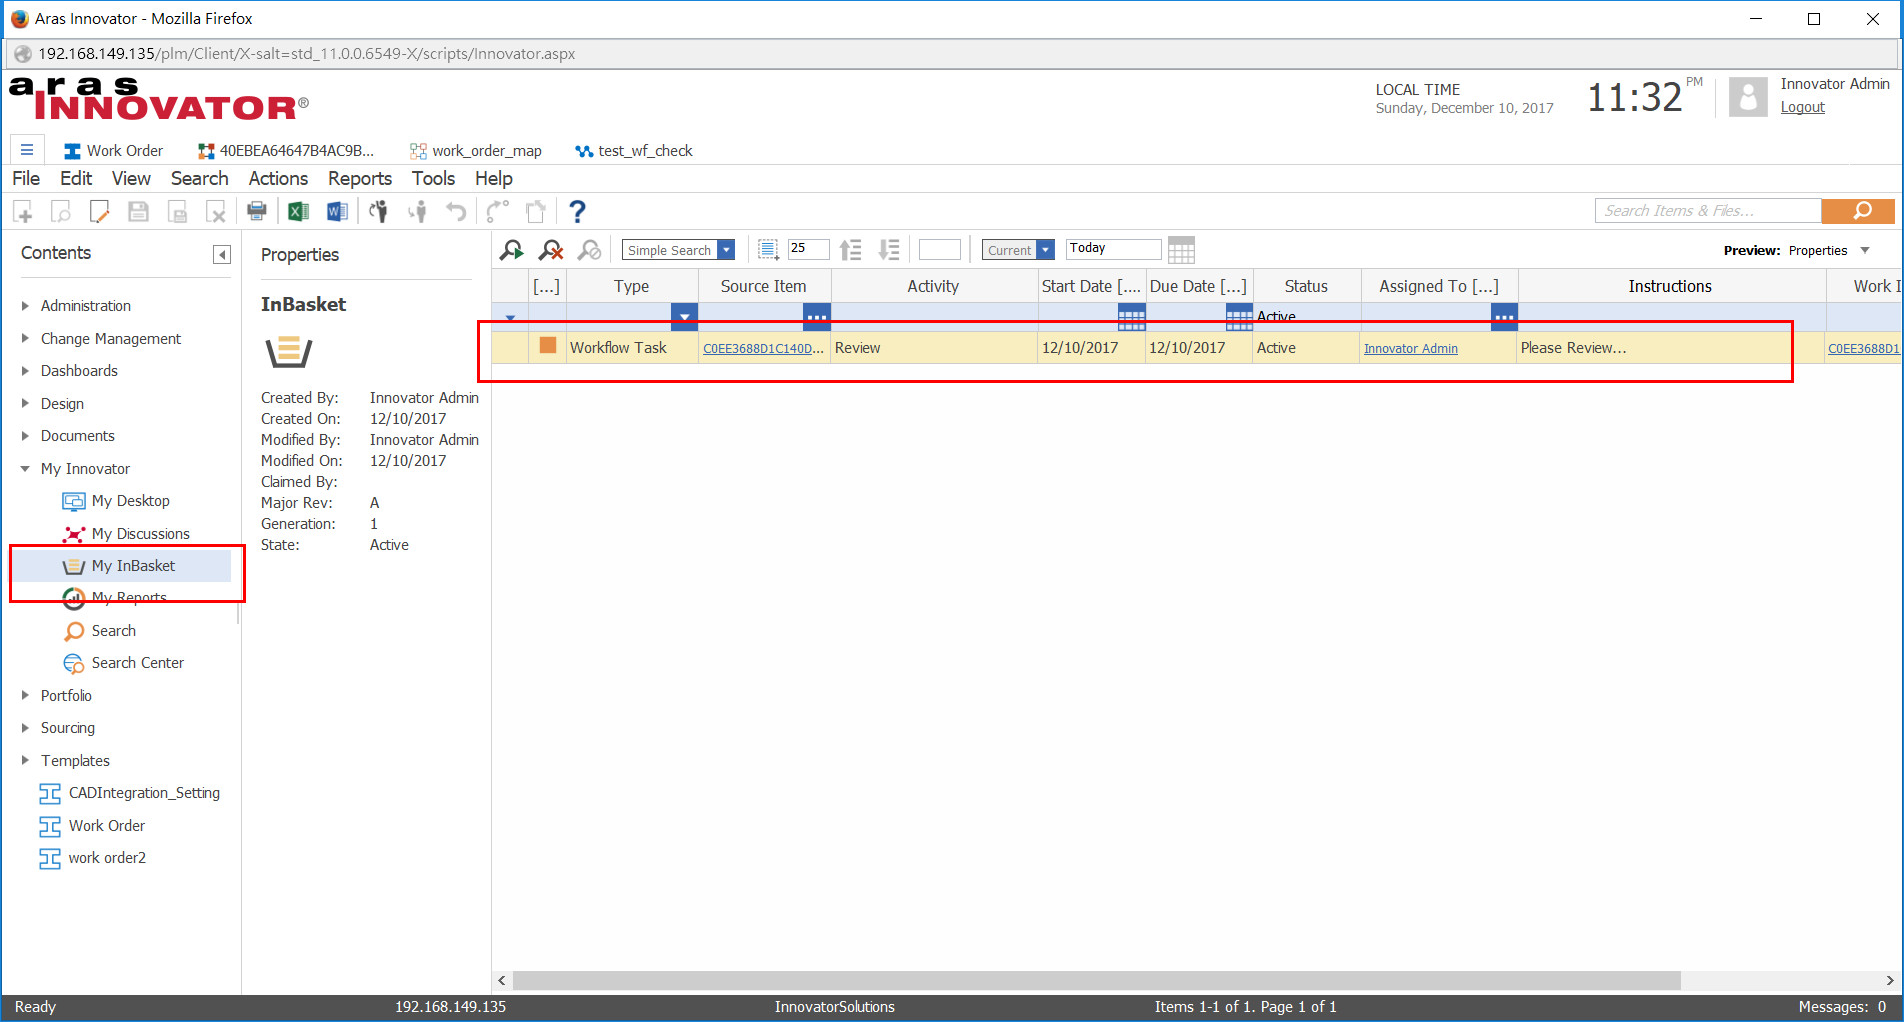 Aras Innovator - Mozilla Firefox
192.168.149.135/plm/Client/X-salt=std_11.0.0.6549-X/scripts/Innovator.aspx
aras
INNOVATOR®
LOCAL TIME
Sunday, December 10, 2017
11:32 PM
Innovator Admin
Logout
Work Order 40EBEA64647B4AC9B... work_order_map test_wf_check
File Edit View Search Actions Reports Tools Help
Search Items & Files...
Contents
Administration
Change Management
Dashboards
Design
Documents
My Innovator
My Desktop
My Discussions
My InBasket
My Reports
Search
Search Center
Portfolio
Sourcing
Templates
CADIntegration_Setting
Work Order
work order2
Properties
InBasket
Created By: Innovator Admin
Created On: 12/10/2017
Modified By: Innovator Admin
Modified On: 12/10/2017
Claimed By:
Major Rev: A
Generation: 1
State: Active
Simple Search 25 Current Today Preview: Properties
[...] Type Source Item Activity Start Date [.... Due Date [...] Status Assigned To [...] Instructions Work I
Active
Workflow Task C0EE3688D1C140D... Review 12/10/2017 12/10/2017 Active Innovator Admin Please Review... C0EE3688D1
Ready 192.168.149.135 InnovatorSolutions Items 1-1 of 1. Page 1 of 1 Messages: 0